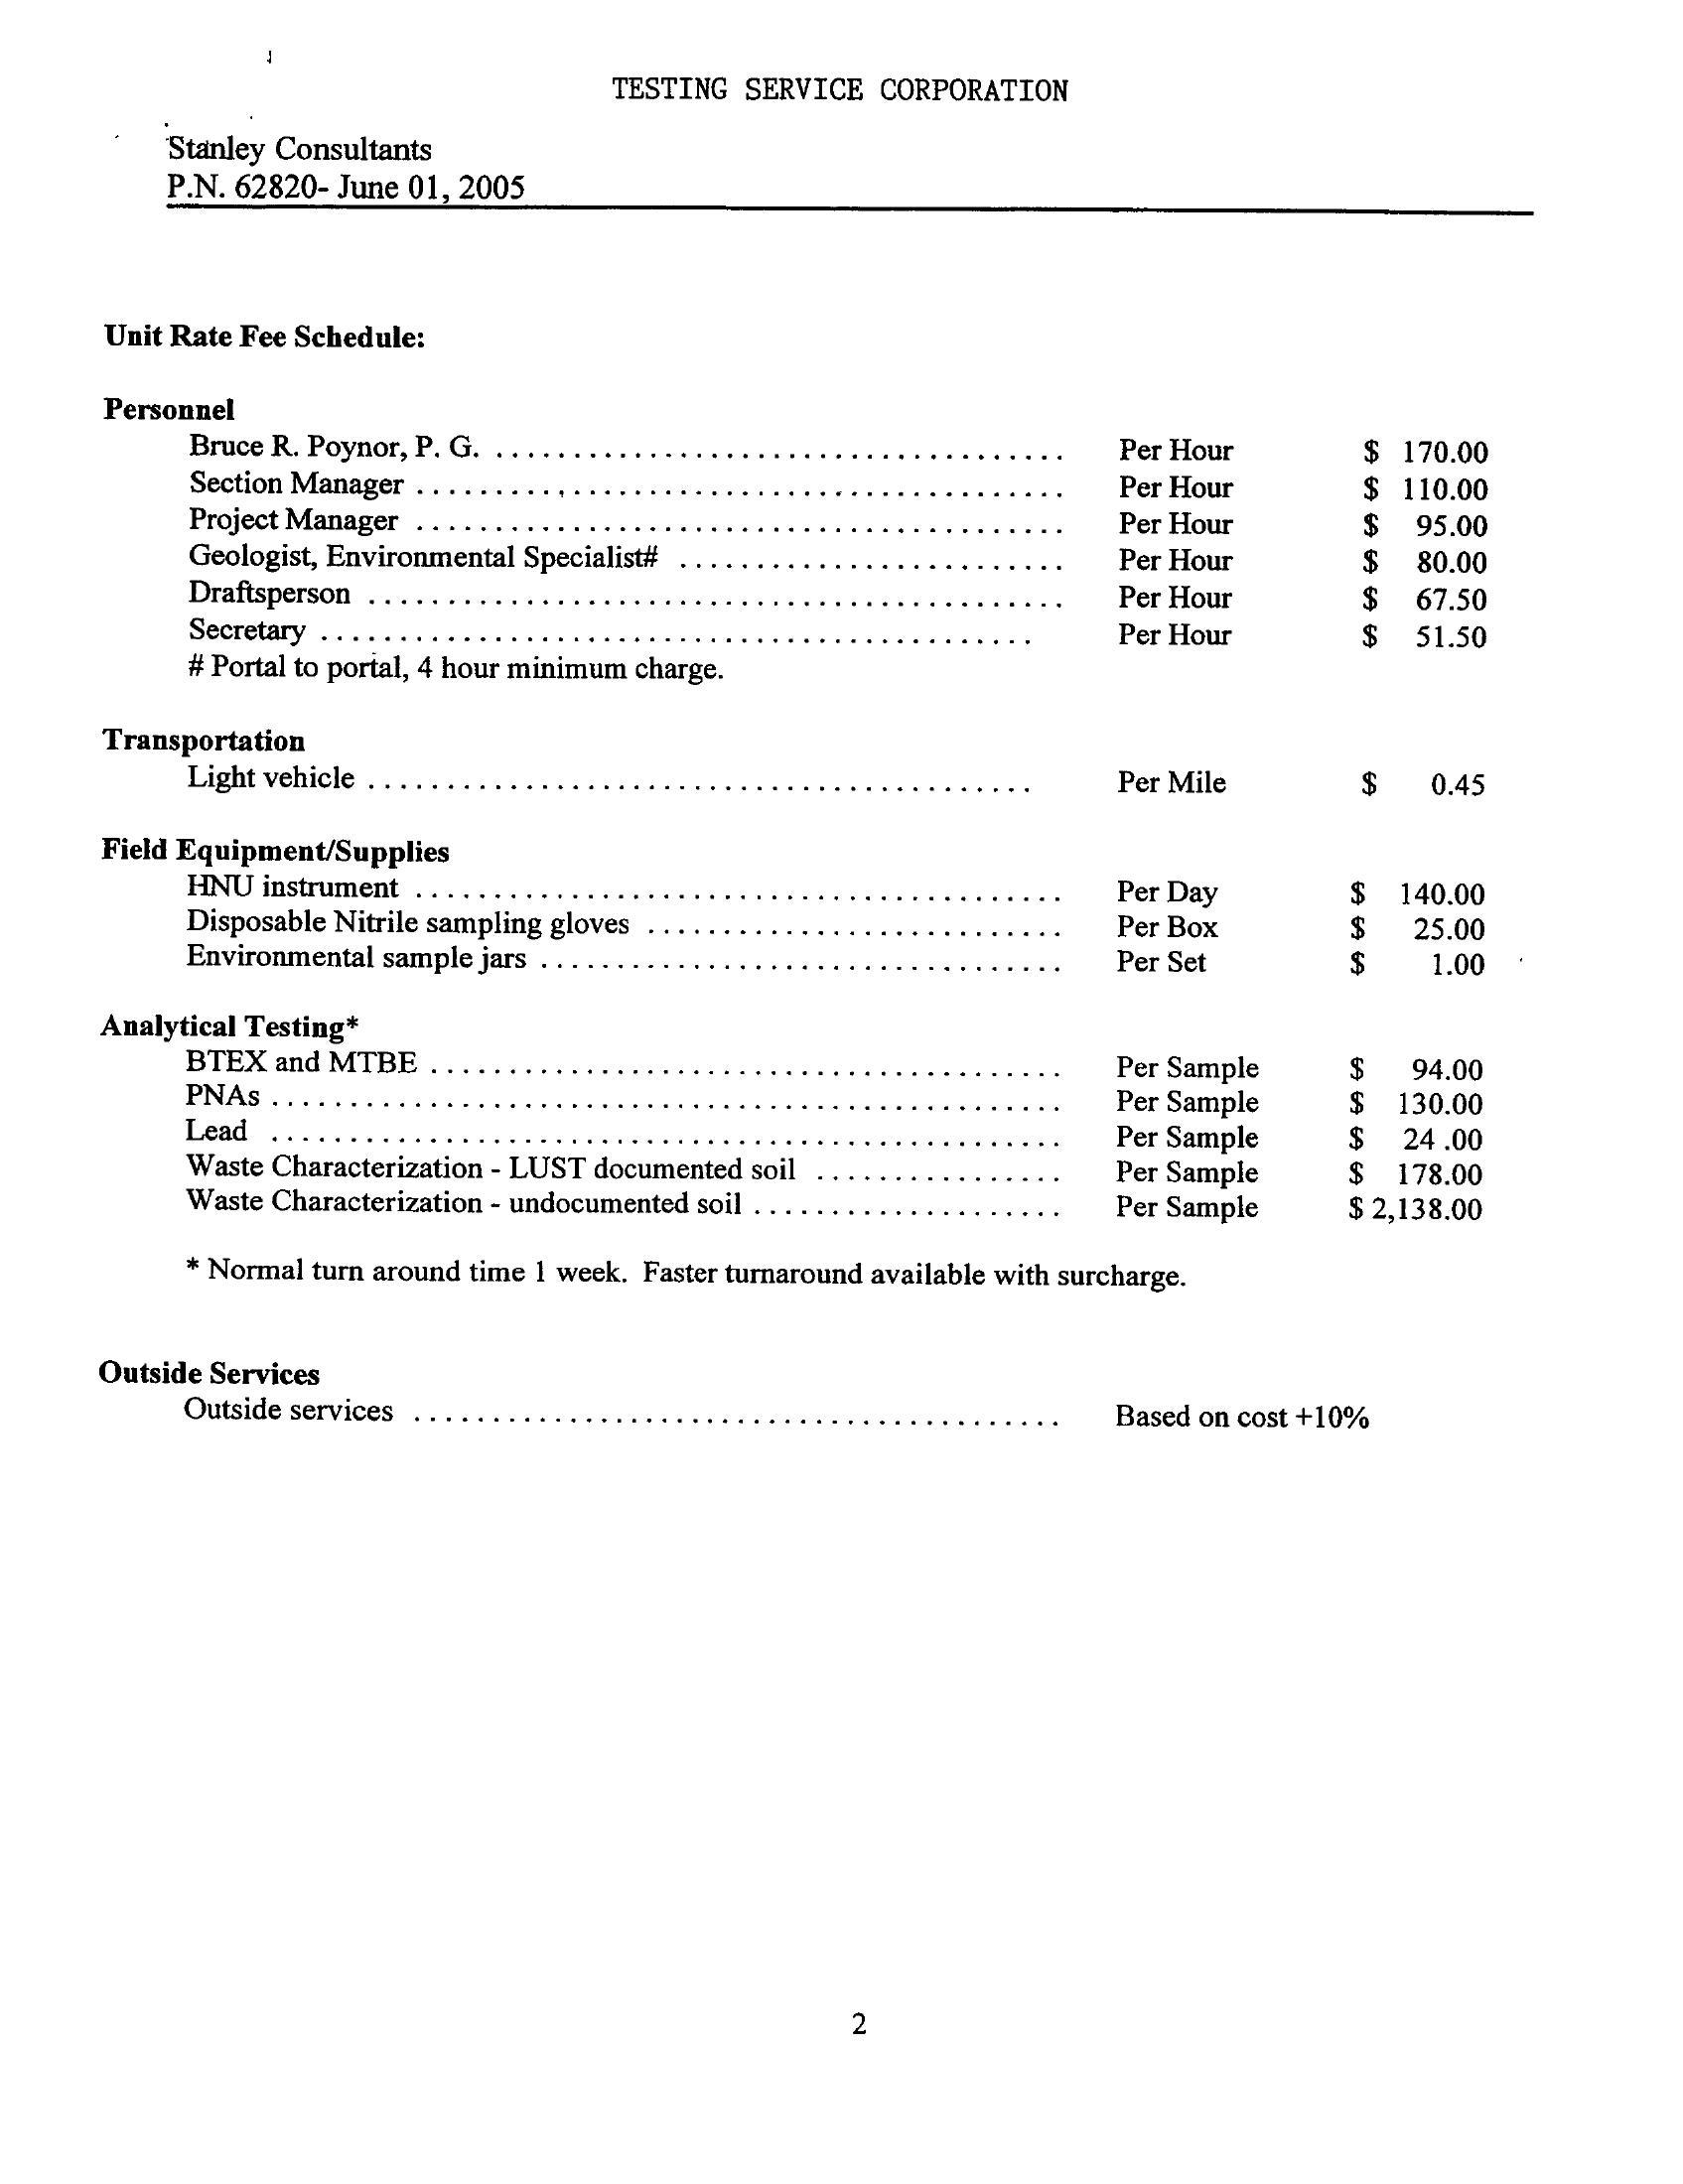 TESTING SERVICE CORPORATION
Stanley Consultants
P.N. 62820- June 01, 2005
Unit Rate Fee Schedule:
Personnel
Bruce R. Poynor, P. G. ........................................ Per Hour $ 170.00
Section Manager ........................................ Per Hour $ 110.00
Project Manager ........................................ Per Hour $ 95.00
Geologist, Environmental Specialist# ........................ Per Hour $ 80.00
Draftsperson ........................................ Per Hour $ 67.50
Secretary ........................................ Per Hour $ 51.50
# Portal to portal, 4 hour minimum charge.
Transportation
Light vehicle ........................................ Per Mile $ 0.45
Field Equipment/Supplies
HNU instrument ........................................ Per Day $ 140.00
Disposable Nitrile sampling gloves ........................... Per Box $ 25.00
Environmental sample jars .................................. Per Set $ 1.00
Analytical Testing*
BTEX and MTBE ........................................ Per Sample $ 94.00
PNAs ........................................ Per Sample $ 130.00
Lead ........................................ Per Sample $ 24 .00
Waste Characterization - LUST documented soil ................ Per Sample $ 178.00
Waste Characterization - undocumented soil .................... Per Sample $ 2,138.00
* Normal turn around time 1 week. Faster turnaround available with surcharge.
Outside Services
Outside services ........................................ Based on cost +10%
2